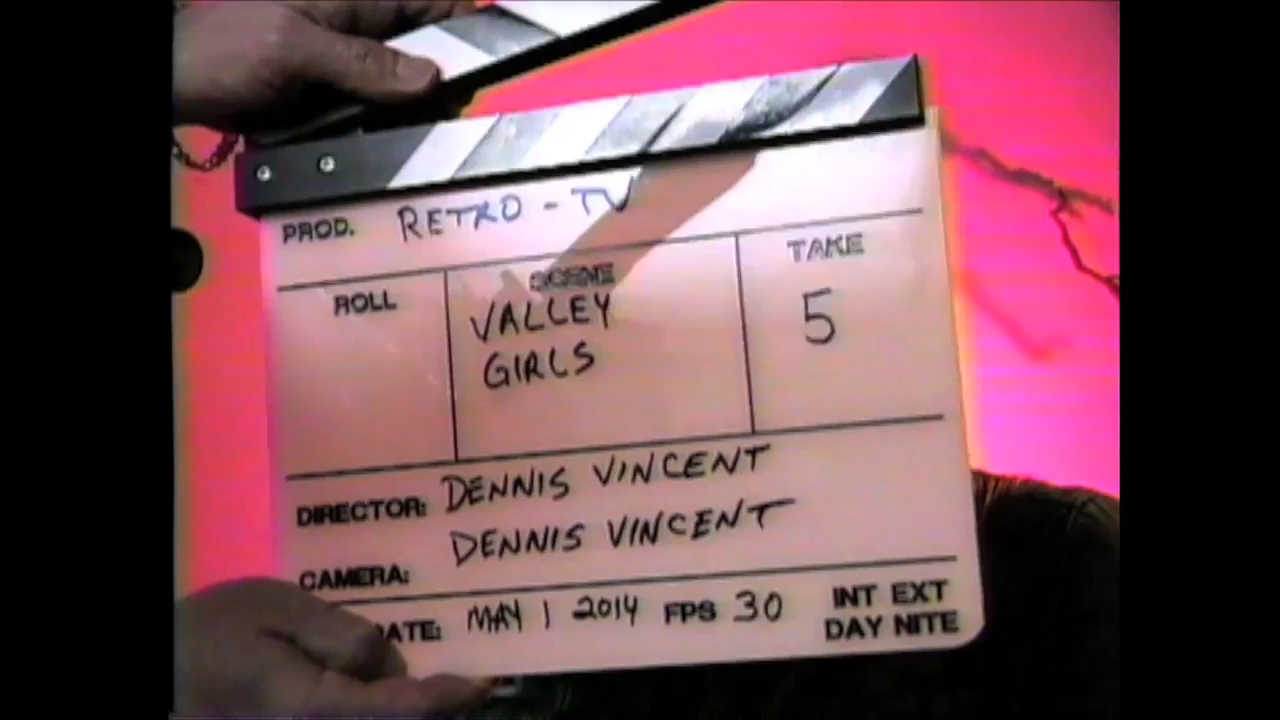 PROD. RETRO - TV
ROLL
SCENE
TAKE
VALLEY
GIRLS
5
DIRECTOR: DENNIS VINCENT
CAMERA: DENNIS VINCENT
ATE: MAY 1 2014 FPS 30
INT EXT
DAY NITE